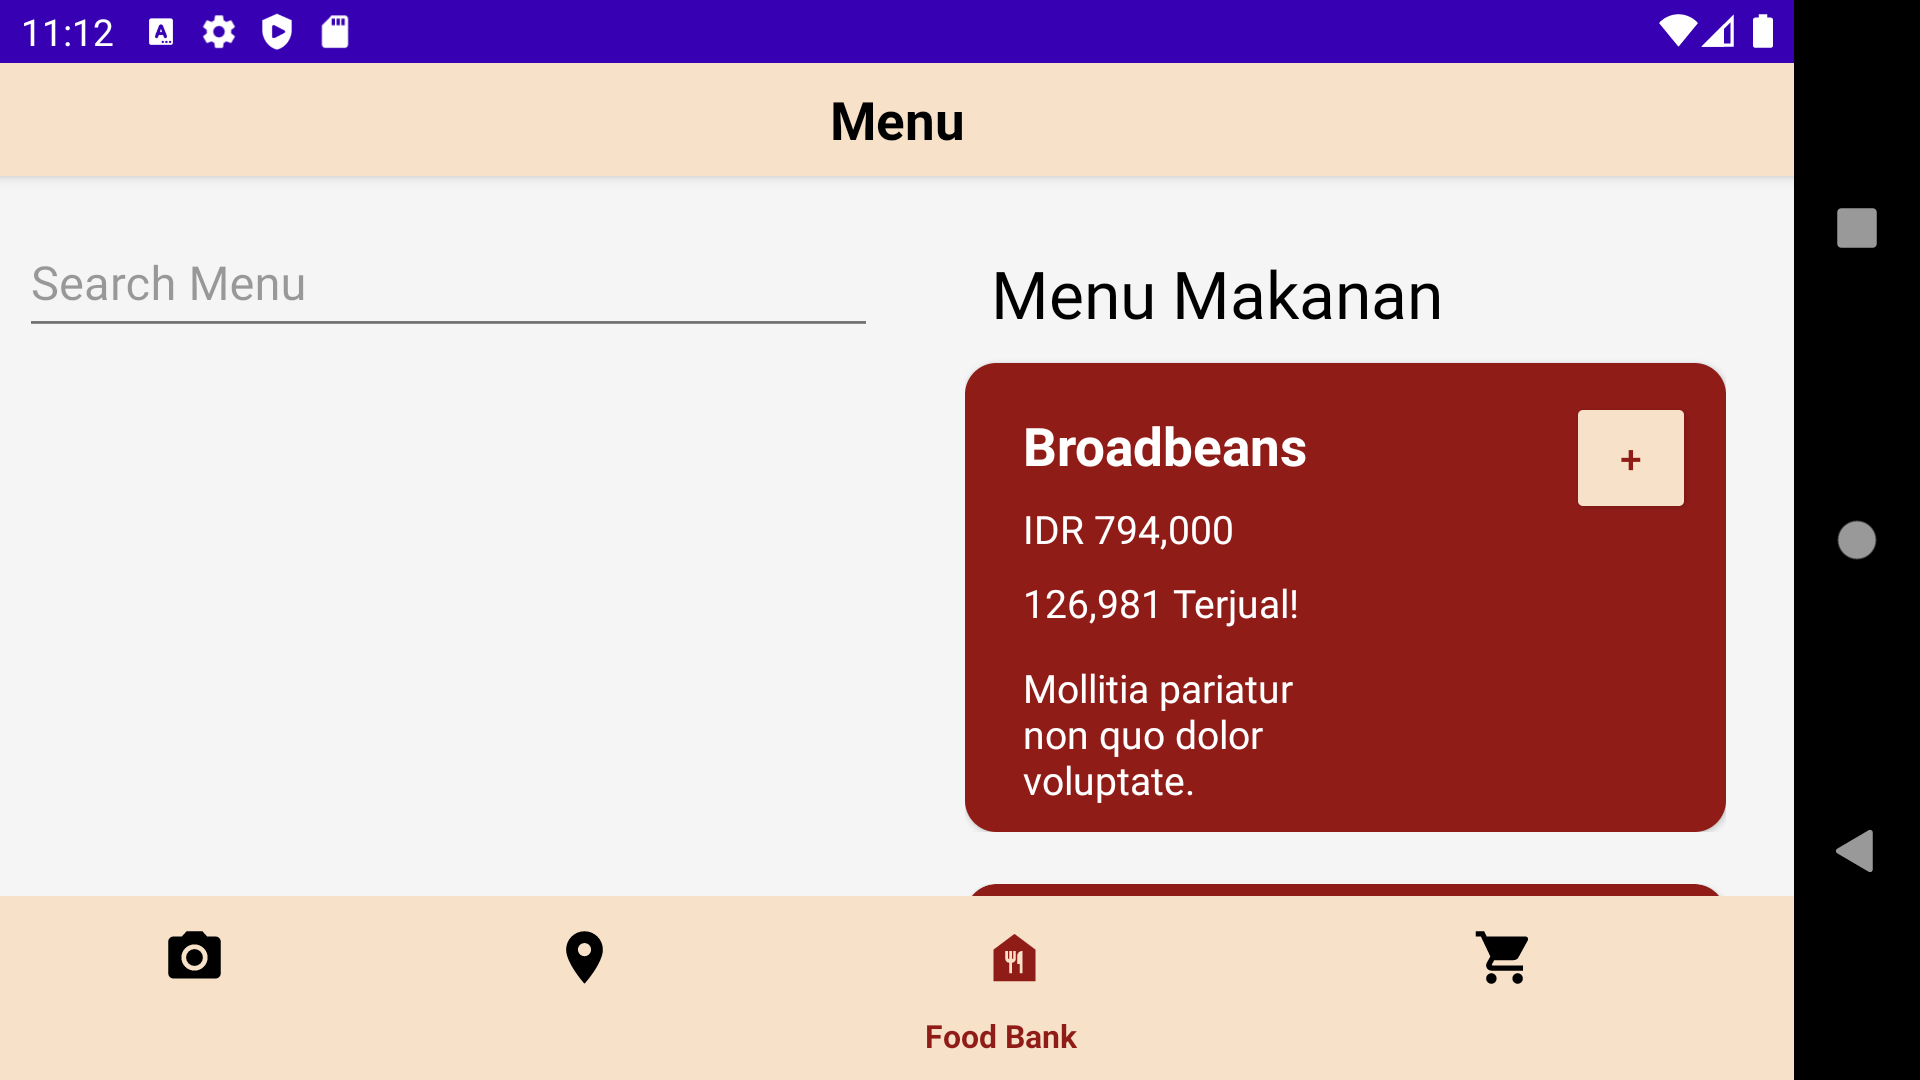 11:12
Menu
Search Menu
Menu Makanan
Broadbeans
+
IDR 794,000
126,981 Terjual!
Mollitia pariatur
non quo dolor
voluptate.
Food Bank